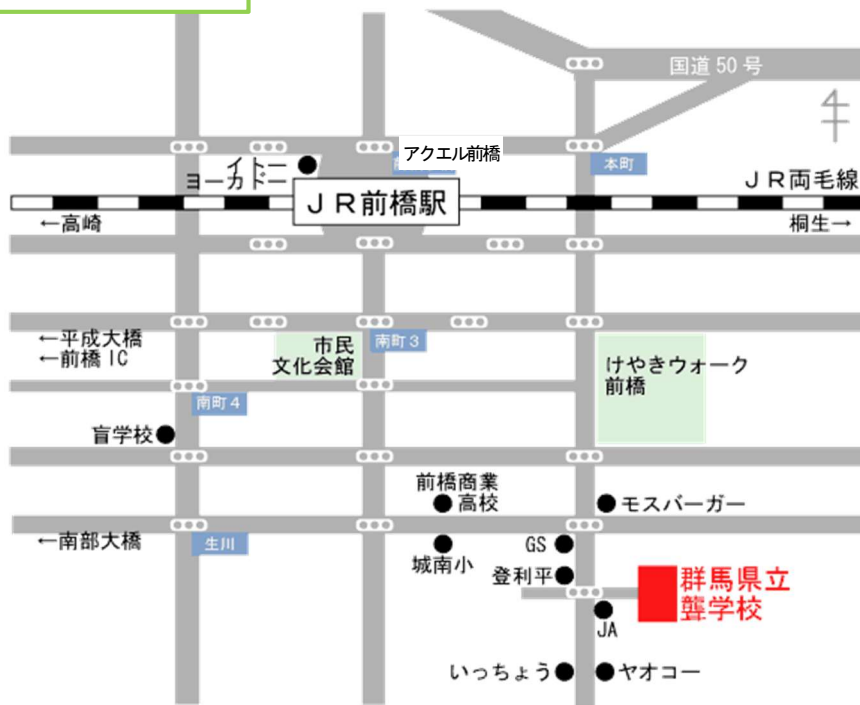 国道50号
アクエル前橋
イトー
ヨーカドー
本町
JR両毛線
JR前橋駅
←高崎
桐生→
←平成大橋
←前橋IC
市民
文化会館
南町3
けやきウォーク
前橋
南町4
盲学校
前橋商業
高校
モスバーガー
←南部大橋
生川
城南小
GS
登利平
群馬県立
聾学校
JA
いっちょう
ヤオコー